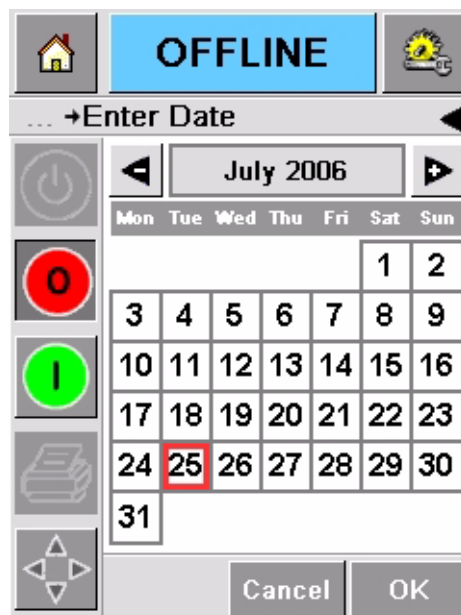 OFFLINE
... →Enter Date
July 2006
Mon Tue Wed Thu Fri Sat Sun
1 2
3 4 5 6 7 8 9
10 11 12 13 14 15 16
17 18 19 20 21 22 23
24 25 26 27 28 29 30
31
Cancel OK